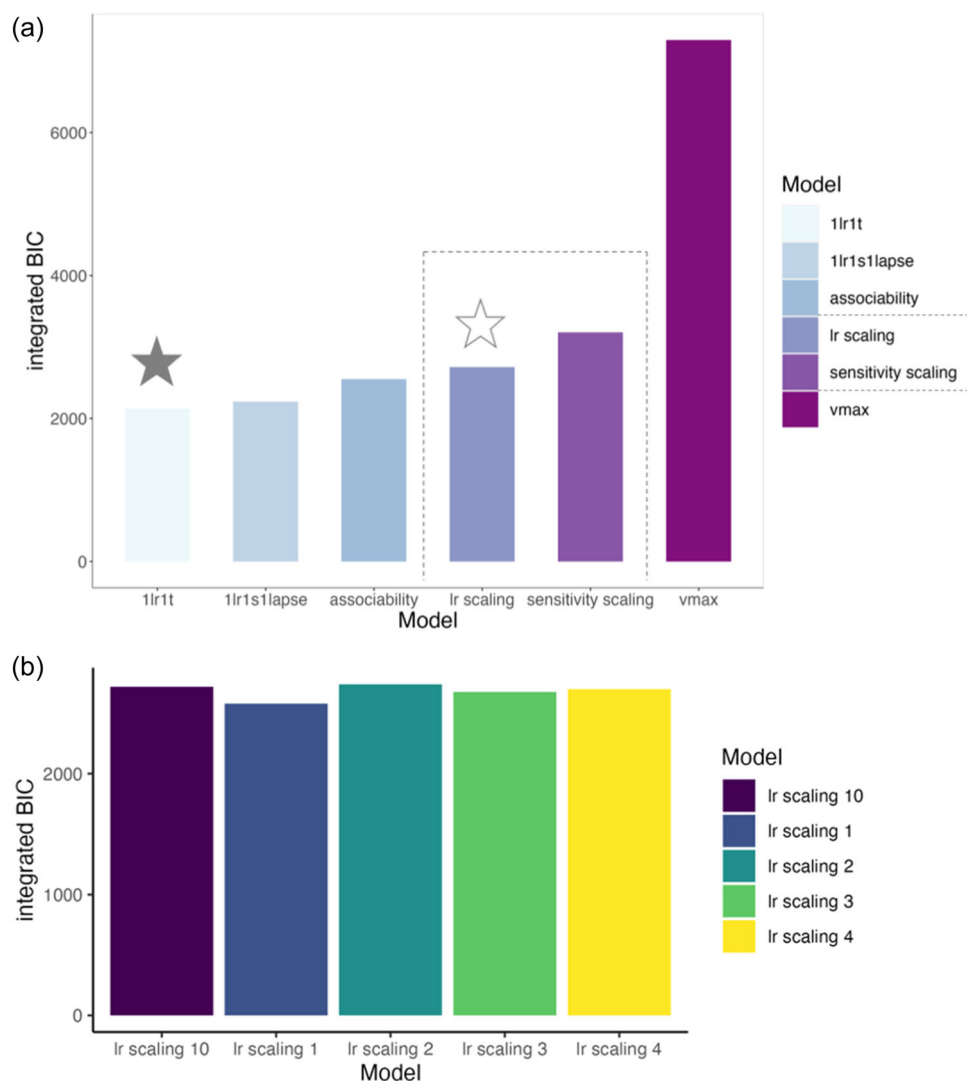 (a)
6000
4000
2000
0
integrated BIC
1lr1t
1lr1s1lapse
associability
lr scaling
sensitivity scaling
vmax
Model
Model
1lr1t
1lr1s1lapse
associability
lr scaling
sensitivity scaling
vmax
(b)
2000
1000
0
integrated BIC
lr scaling 10
lr scaling 1
lr scaling 2
lr scaling 3
lr scaling 4
Model
Model
lr scaling 10
lr scaling 1
lr scaling 2
lr scaling 3
lr scaling 4